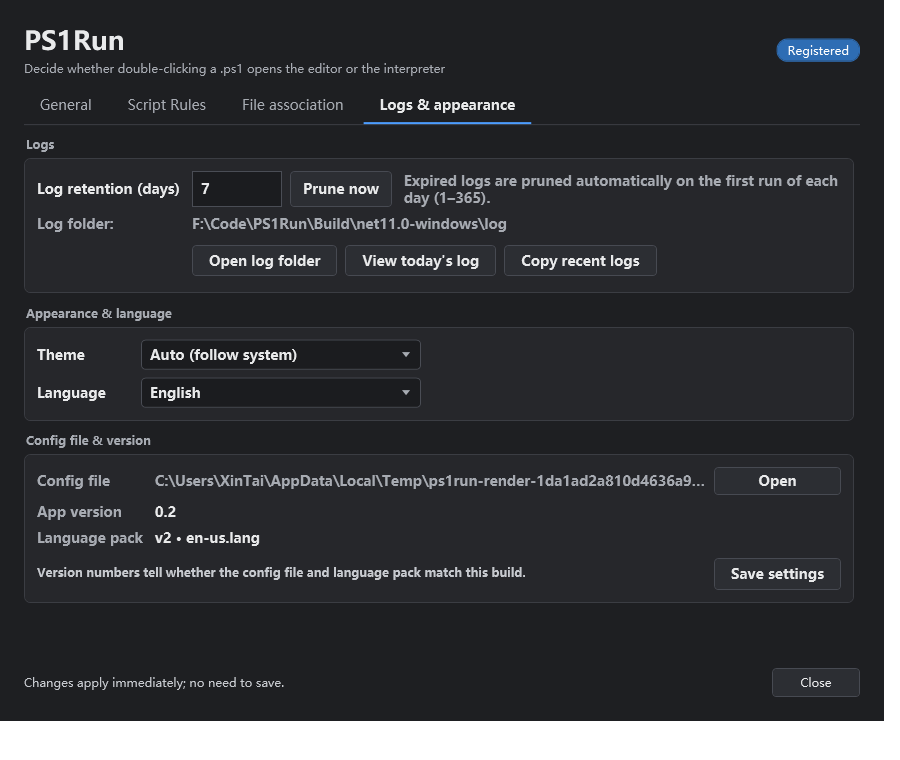 PS1Run
Decide whether double-clicking a .ps1 opens the editor or the interpreter
Registered
General
Script Rules
File association
Logs & appearance
Logs
Log retention (days)
7
Prune now
Expired logs are pruned automatically on the first run of each
day (1–365).
Log folder:
F:\Code\PS1Run\Build\net11.0-windows\log
Open log folder
View today's log
Copy recent logs
Appearance & language
Theme
Auto (follow system)
Language
English
Config file & version
Config file
C:\Users\XinTai\AppData\Local\Temp\ps1run-render-1da1ad2a810d4636a9...
Open
App version
0.2
Language pack
v2 • en-us.lang
Version numbers tell whether the config file and language pack match this build.
Save settings
Changes apply immediately; no need to save.
Close